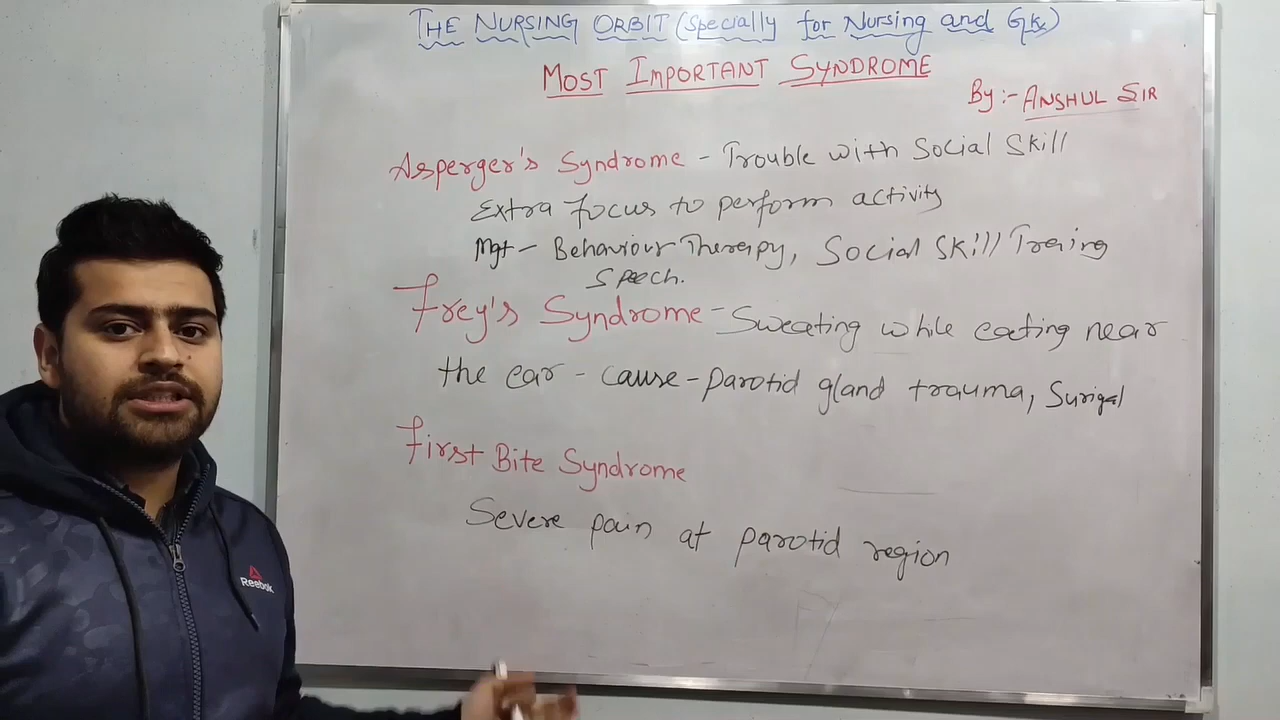 THE NURSING ORBIT (specially for Nursing and Gk)
MOST IMPORTANT SYNDROME
By :- ANSHUL SIR
Asperger's Syndrome - Trouble with Social Skill
Extra focus to perform activity
Mgt - Behaviour Therapy, Social Skill Treing
Speech.
Frey's Syndrome - Sweating while eating near
the ear - cause - parotid gland trauma,
First Bite Syndrome
Severe pain at parotid region
Reebok